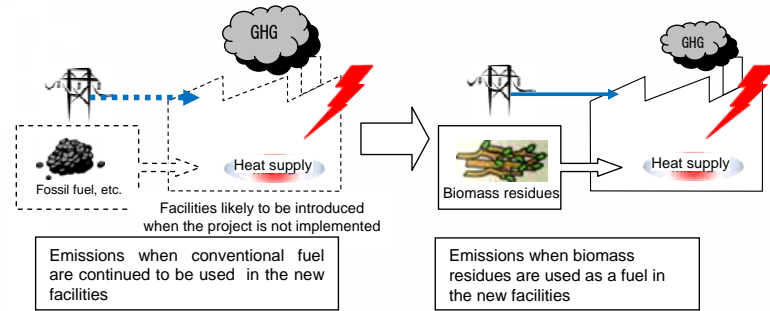 GHG
GHG
Heat supply
Heat supply
Fossil fuel, etc.
Biomass residues
Facilities likely to be introduced
when the project is not implemented
Emissions when conventional fuel
are continued to be used in the new
facilities
Emissions when biomass
residues are used as a fuel in
the new facilities